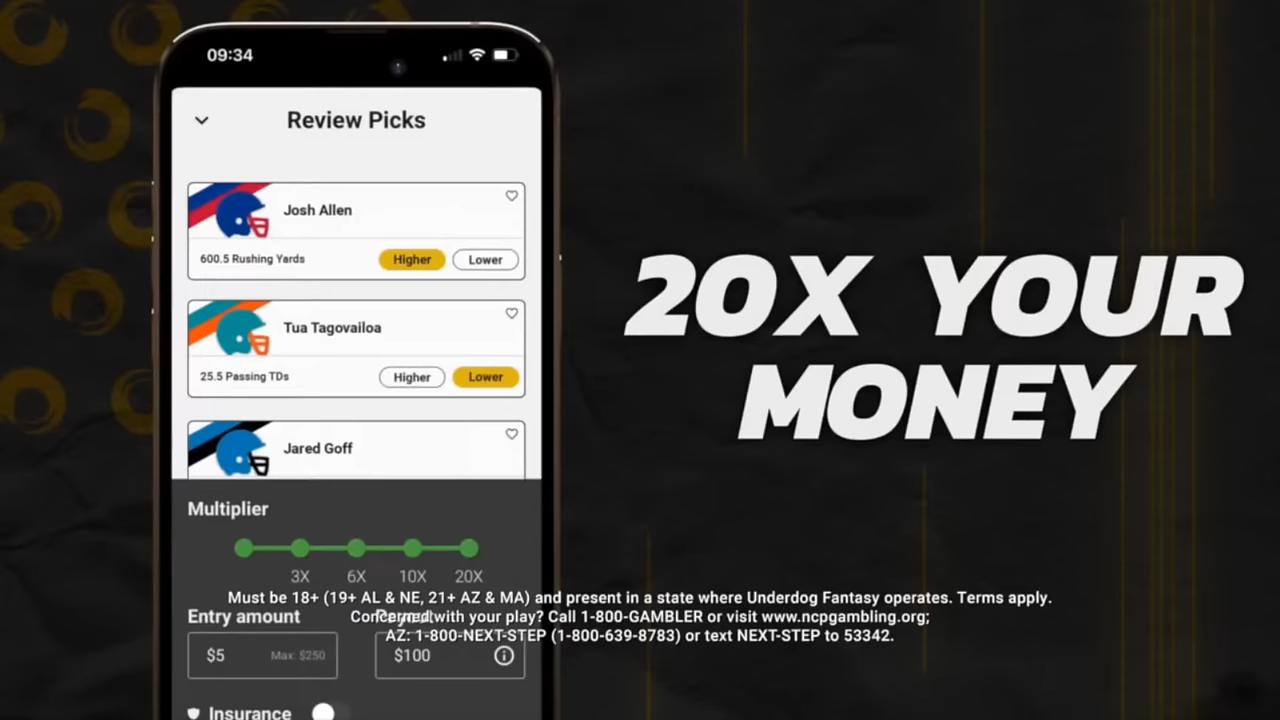 09:34
Review Picks
Josh Allen
600.5 Rushing Yards Higher Lower
Tua Tagovailoa
25.5 Passing TDs Higher Lower
Jared Goff
20X YOUR
MONEY
Multiplier
3X 6X 10X 20X
Must be 18+ (19+ AL & NE, 21+ AZ & MA) and present in a state where Underdog Fantasy operates. Terms apply.
Entry amount
Concerned with your play? Call 1-800-GAMBLER or visit www.ncpgambling.org;
AZ: 1-800-NEXT-STEP (1-800-639-8783) or text NEXT-STEP to 53342.
$5 Max: $250 $100
Insurance